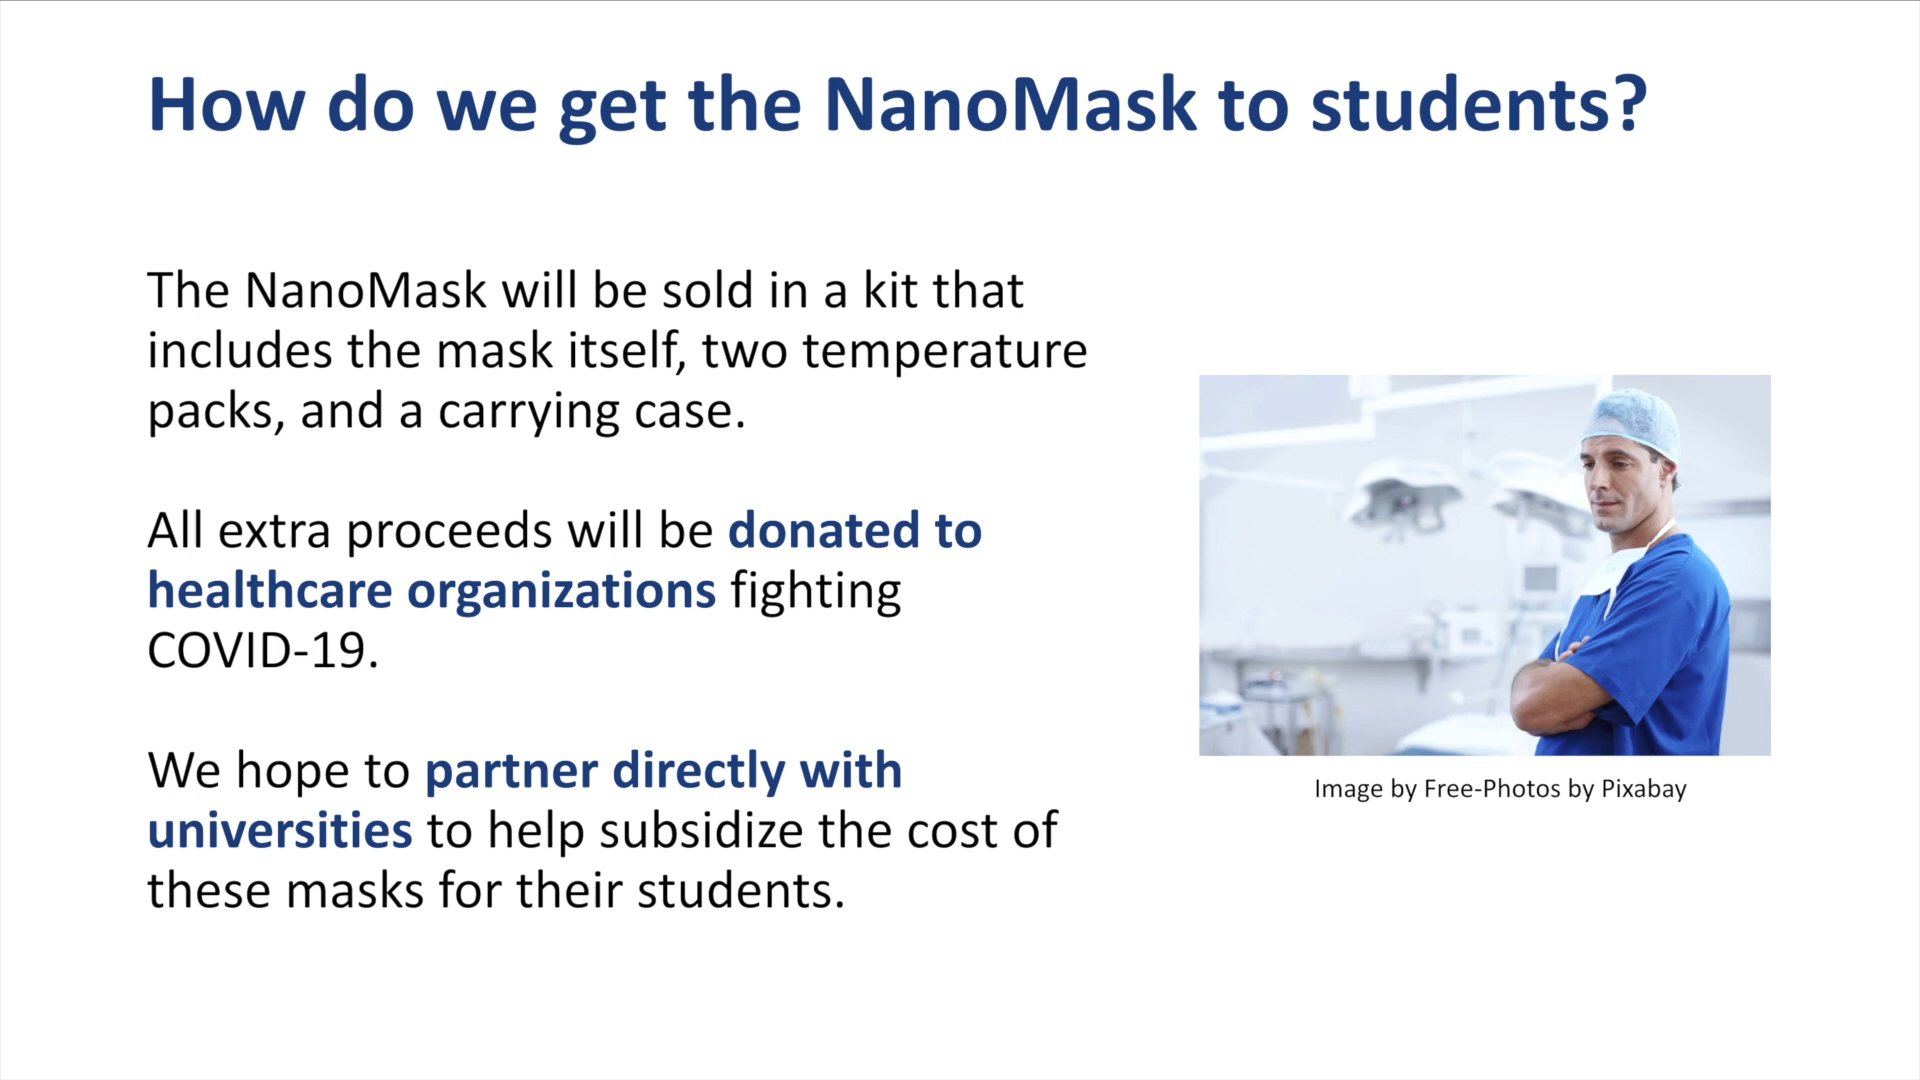 How do we get the NanoMask to students?
The NanoMask will be sold in a kit that
includes the mask itself, two temperature
packs, and a carrying case.
All extra proceeds will be donated to
healthcare organizations fighting
COVID-19.
We hope to partner directly with
universities to help subsidize the cost of
these masks for their students.
Image by Free-Photos by Pixabay